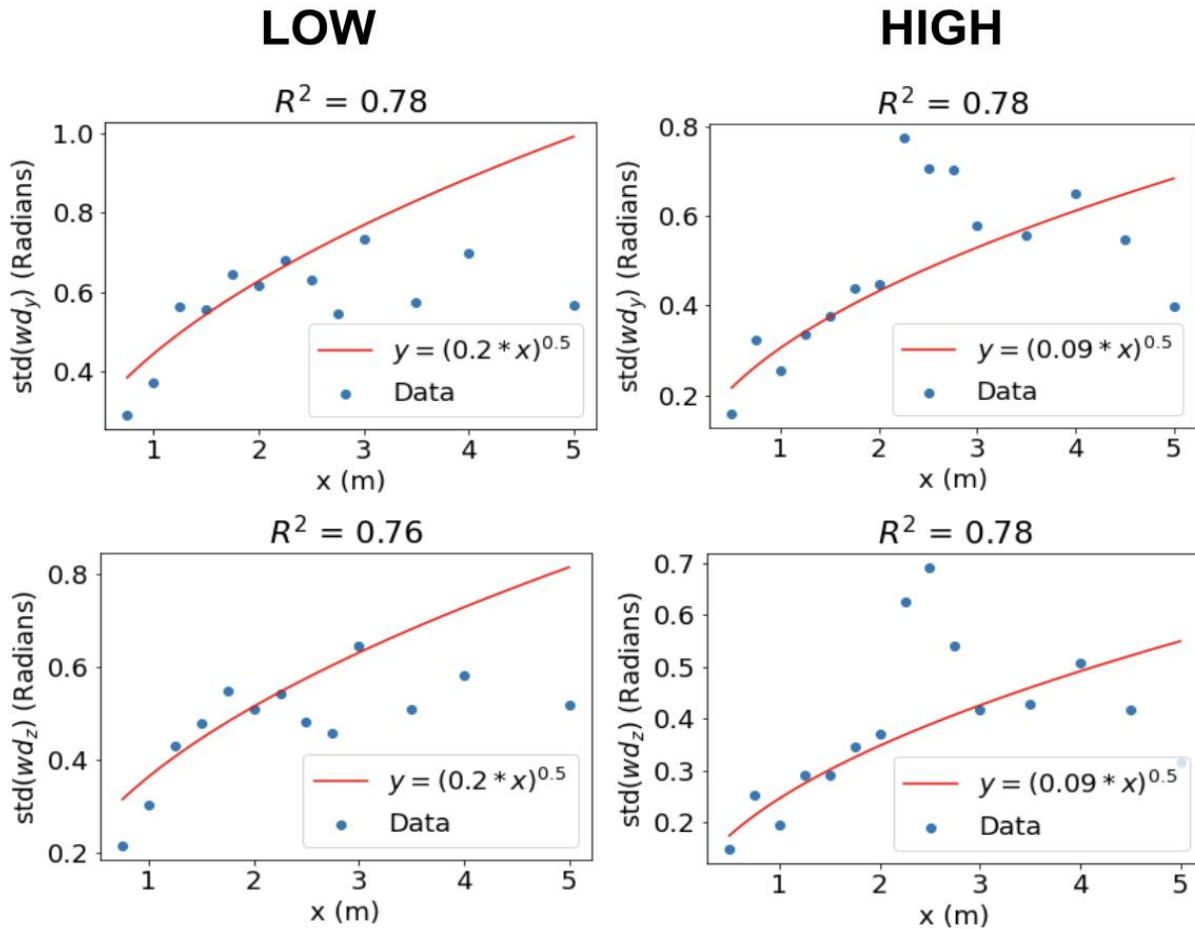 LOW
HIGH
R² = 0.78
1.0
0.8
0.6
0.4
std(wd_y) (Radians)
y = (0.2 * x)^0.5
Data
1 2 3 4 5
x (m)
R² = 0.78
0.8
0.6
0.4
0.2
std(wd_y) (Radians)
y = (0.09 * x)^0.5
Data
1 2 3 4 5
x (m)
R² = 0.76
0.8
0.6
0.4
0.2
std(wd_z) (Radians)
y = (0.2 * x)^0.5
Data
1 2 3 4 5
x (m)
R² = 0.78
0.7
0.6
0.5
0.4
0.3
0.2
std(wd_z) (Radians)
y = (0.09 * x)^0.5
Data
1 2 3 4 5
x (m)